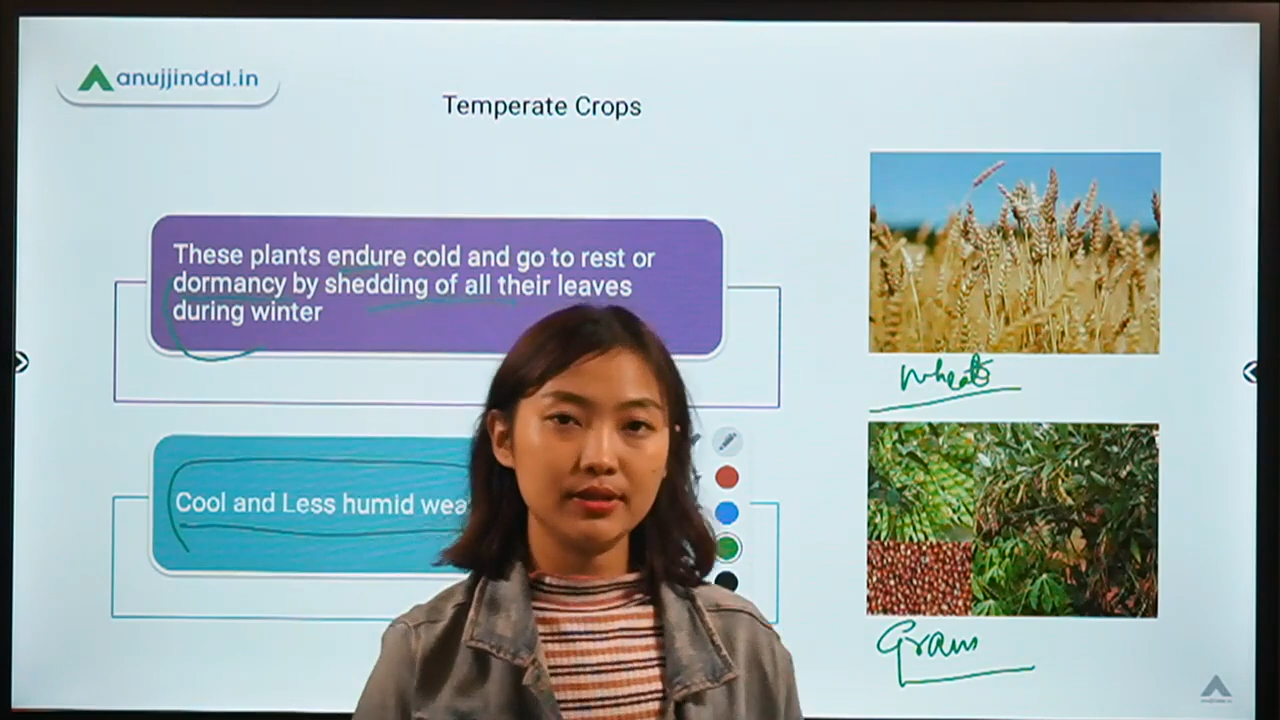 anujjindal.in
Temperate Crops
These plants endure cold and go to rest or
dormancy by shedding of all their leaves
during winter
Wheat
Cool and Less humid wea
Gram